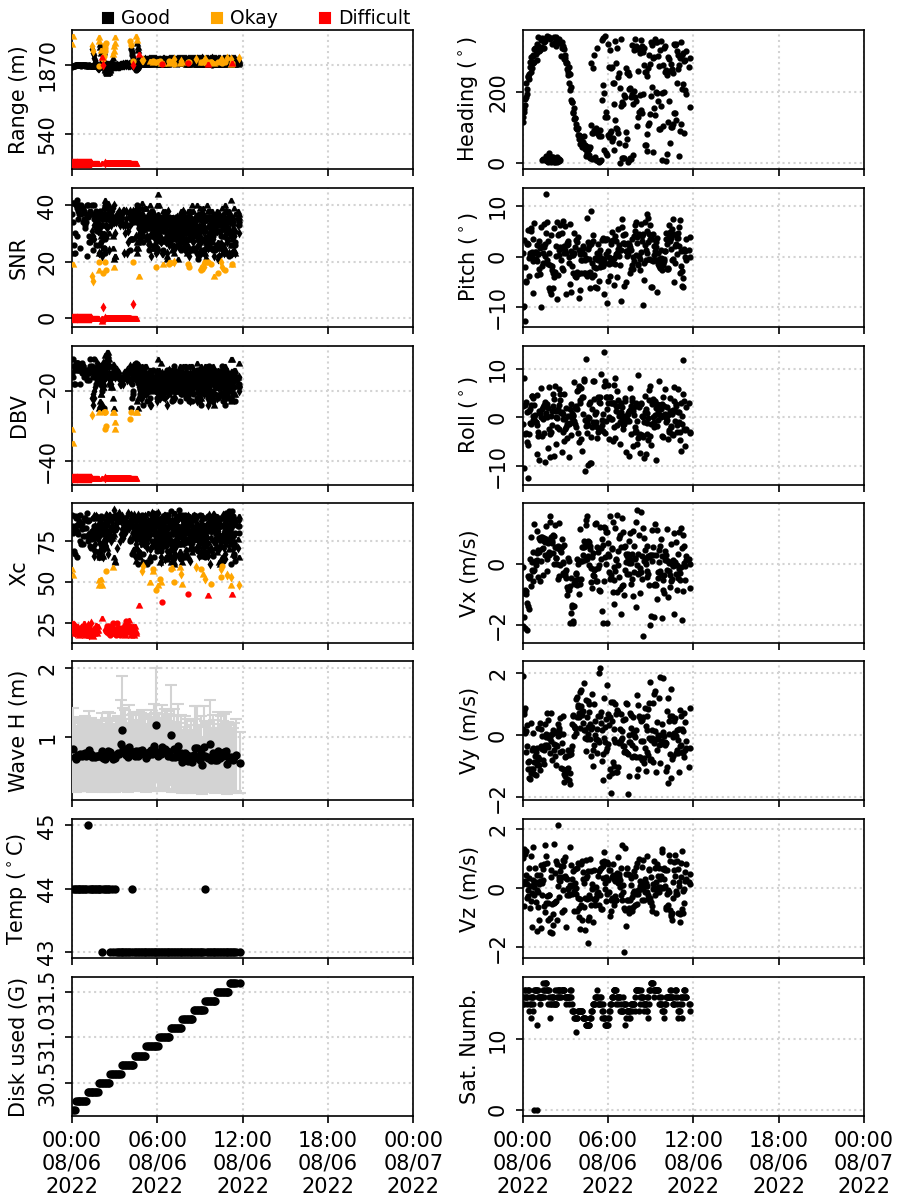 Good Okay Difficult
Range (m)
1870
540
Heading (°)
200
0
SNR
40
20
0
Pitch (°)
10
0
−10
DBV
−20
−40
Roll (°)
10
0
−10
Xc
75
50
25
Vx (m/s)
0
−2
Wave H (m)
2
1
Vy (m/s)
2
0
−2
Temp (°C)
45
44
43
Vz (m/s)
2
0
−2
Disk used (G)
31.5
31.0
30.5
Sat. Numb.
10
0
00:00 06:00 12:00 18:00 00:00
08/06 08/06 08/06 08/06 08/07
2022 2022 2022 2022 2022
00:00 06:00 12:00 18:00 00:00
08/06 08/06 08/06 08/06 08/07
2022 2022 2022 2022 2022